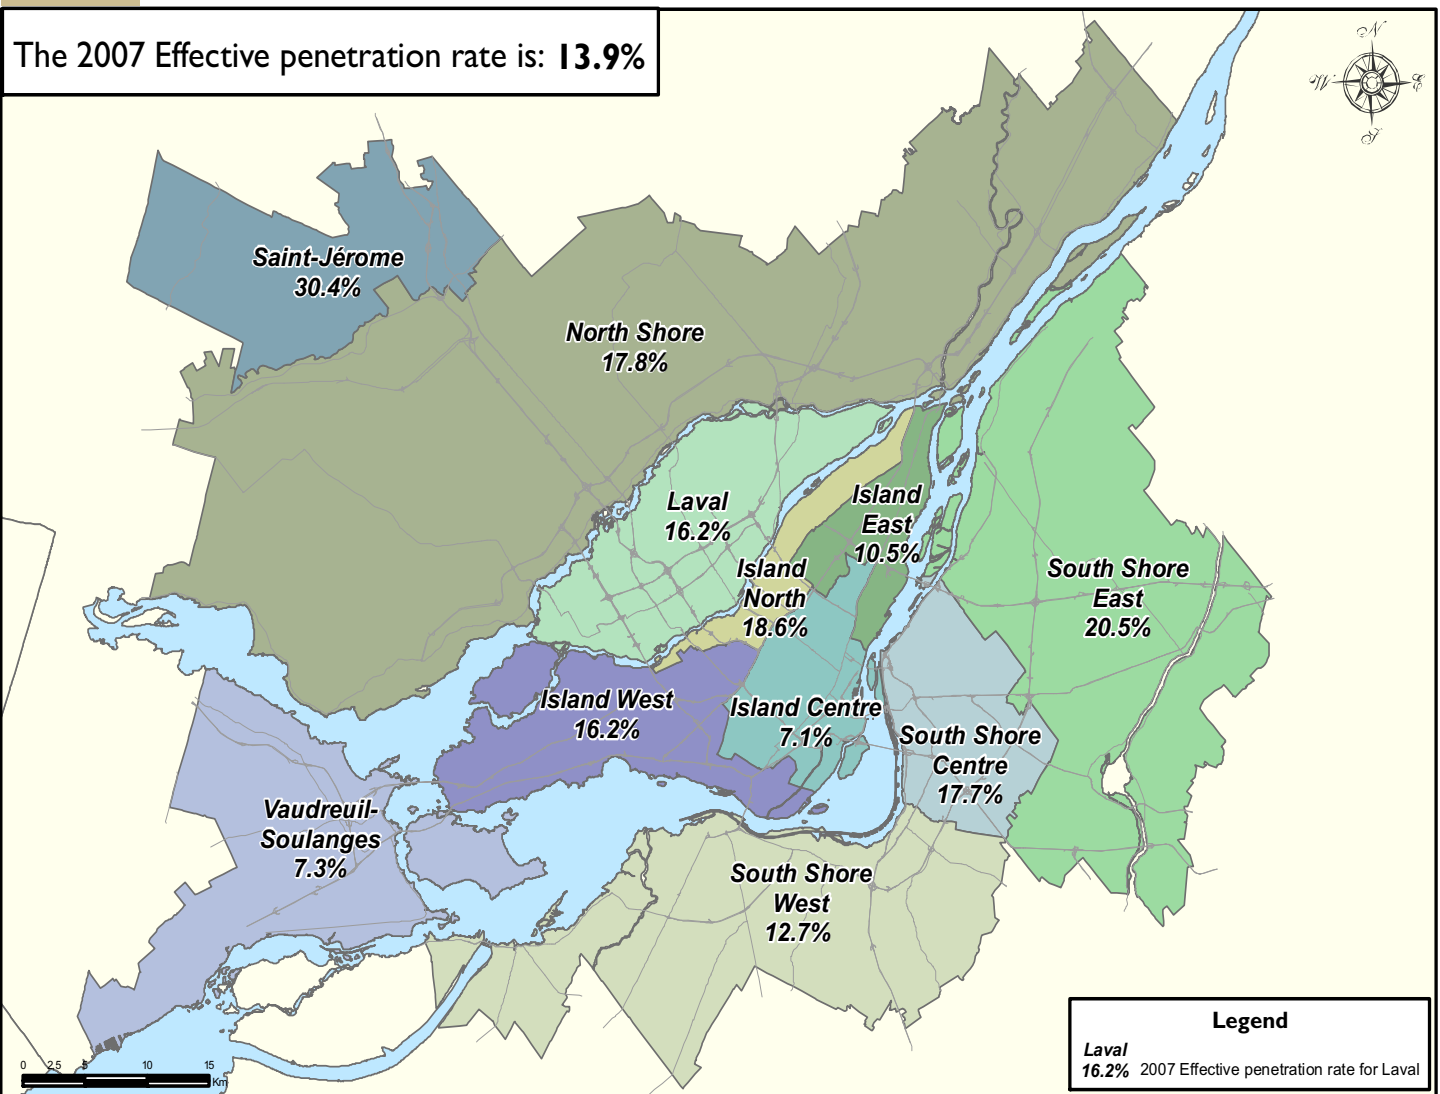 The 2007 Effective penetration rate is: 13.9%
N
W
E
S
Saint-Jérome
30.4%
North Shore
17.8%
Laval
16.2%
Island
East
10.5%
Island
North
18.6%
South Shore
East
20.5%
Island West
16.2%
Island Centre
7.1%
South Shore
Centre
17.7%
Vaudreuil-
Soulanges
7.3%
South Shore
West
12.7%
Legend
Laval
16.2% 2007 Effective penetration rate for Laval
0 2.5 5 10 15
Km